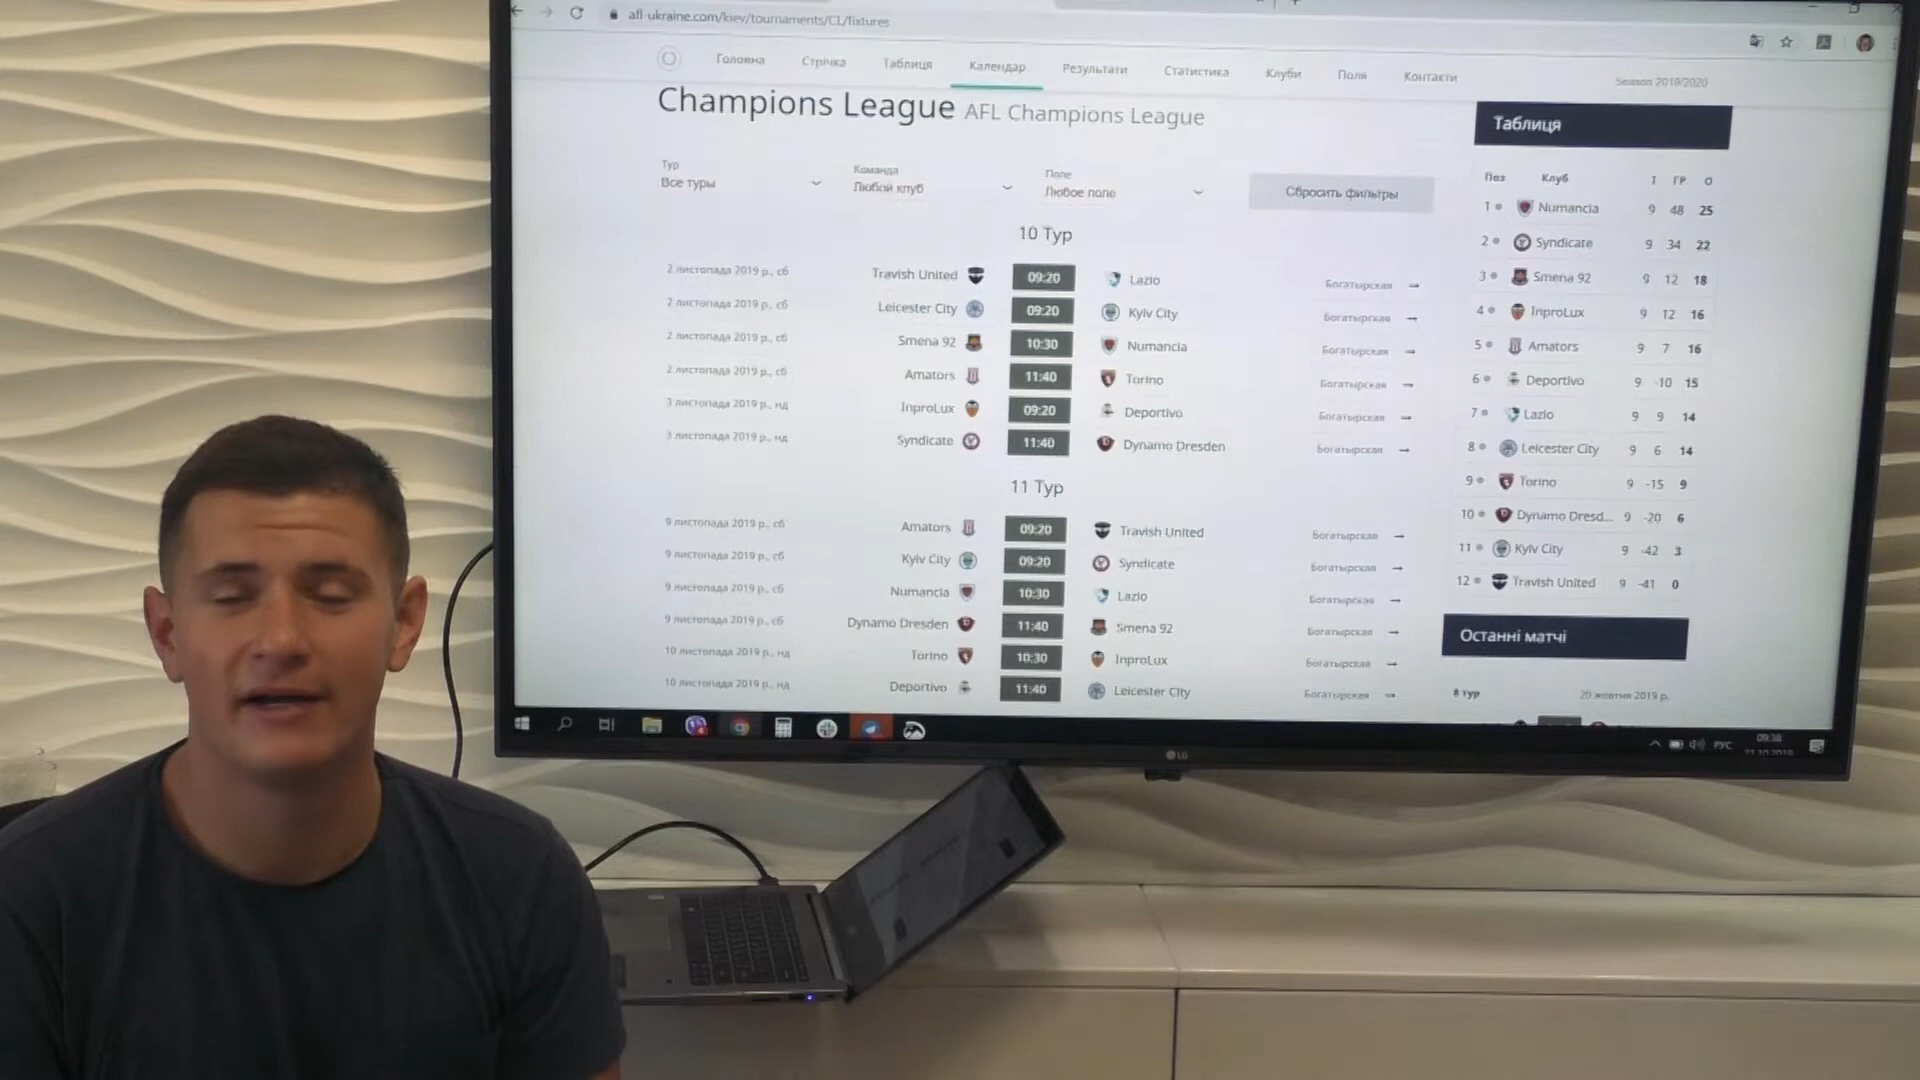 afl-ukraine.com/kiev/tournaments/CL/fixtures
Головна Стрічка Таблиця Календар Результати Статистика Клуби Поля Контакти Season 2019/2020
Champions League AFL Champions League
Тур Команда Поле
Все туры Любой клуб Любое поле Сбросить фильтры
10 Тур
2 листопада 2019 р., сб Travish United 09:20 Lazio Богатырская →
2 листопада 2019 р., сб Leicester City 09:20 Kyiv City Богатырская →
2 листопада 2019 р., сб Smena 92 10:30 Numancia Богатырская →
2 листопада 2019 р., сб Amators 11:40 Torino Богатырская →
3 листопада 2019 р., нд InproLux 09:20 Deportivo Богатырская →
3 листопада 2019 р., нд Syndicate 11:40 Dynamo Dresden Богатырская →
11 Тур
9 листопада 2019 р., сб Amators 09:20 Travish United Богатырская →
9 листопада 2019 р., сб Kyiv City 09:20 Syndicate Богатырская →
9 листопада 2019 р., сб Numancia 10:30 Lazio Богатырская →
9 листопада 2019 р., сб Dynamo Dresden 11:40 Smena 92 Богатырская →
10 листопада 2019 р., нд Torino 10:30 InproLux Богатырская →
10 листопада 2019 р., нд Deportivo 11:40 Leicester City Богатырская →
Таблиця
Поз Клуб І ГР О
1 Numancia 9 48 25
2 Syndicate 9 34 22
3 Smena 92 9 12 18
4 InproLux 9 12 16
5 Amators 9 7 16
6 Deportivo 9 -10 15
7 Lazio 9 9 14
8 Leicester City 9 6 14
9 Torino 9 -15 9
10 Dynamo Dresd... 9 -20 6
11 Kyiv City 9 -42 3
12 Travish United 9 -41 0
Останні матчі
8 тур 20 жовтня 2019 р.
РУС 09:38
LG